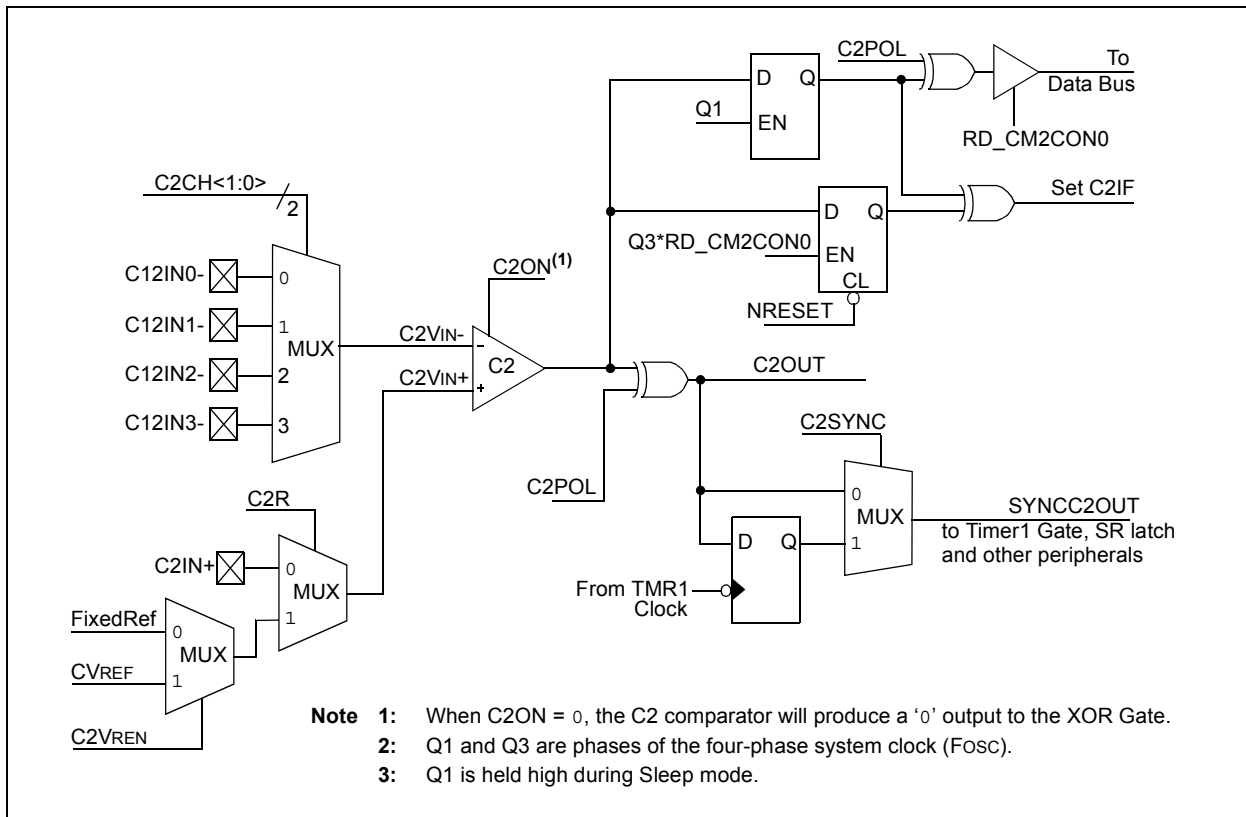 C2POL
To
Data Bus
D Q
Q1
EN
RD_CM2CON0
C2CH<1:0>
2
D Q
Set C2IF
Q3*RD_CM2CON0
EN
CL
NRESET
C2ON(1)
C12IN0-
0
C12IN1-
1
MUX
C12IN2-
2
C12IN3-
3
C2VIN-
-
C2
C2VIN+
+
C2OUT
C2SYNC
C2POL
0
MUX
1
SYNCC2OUT
to Timer1 Gate, SR latch
and other peripherals
D Q
From TMR1
Clock
C2R
C2IN+
0
MUX
1
FixedRef
0
MUX
CVREF
1
C2VREN
Note 1: When C2ON = 0, the C2 comparator will produce a ‘0’ output to the XOR Gate.
2: Q1 and Q3 are phases of the four-phase system clock (FOSC).
3: Q1 is held high during Sleep mode.